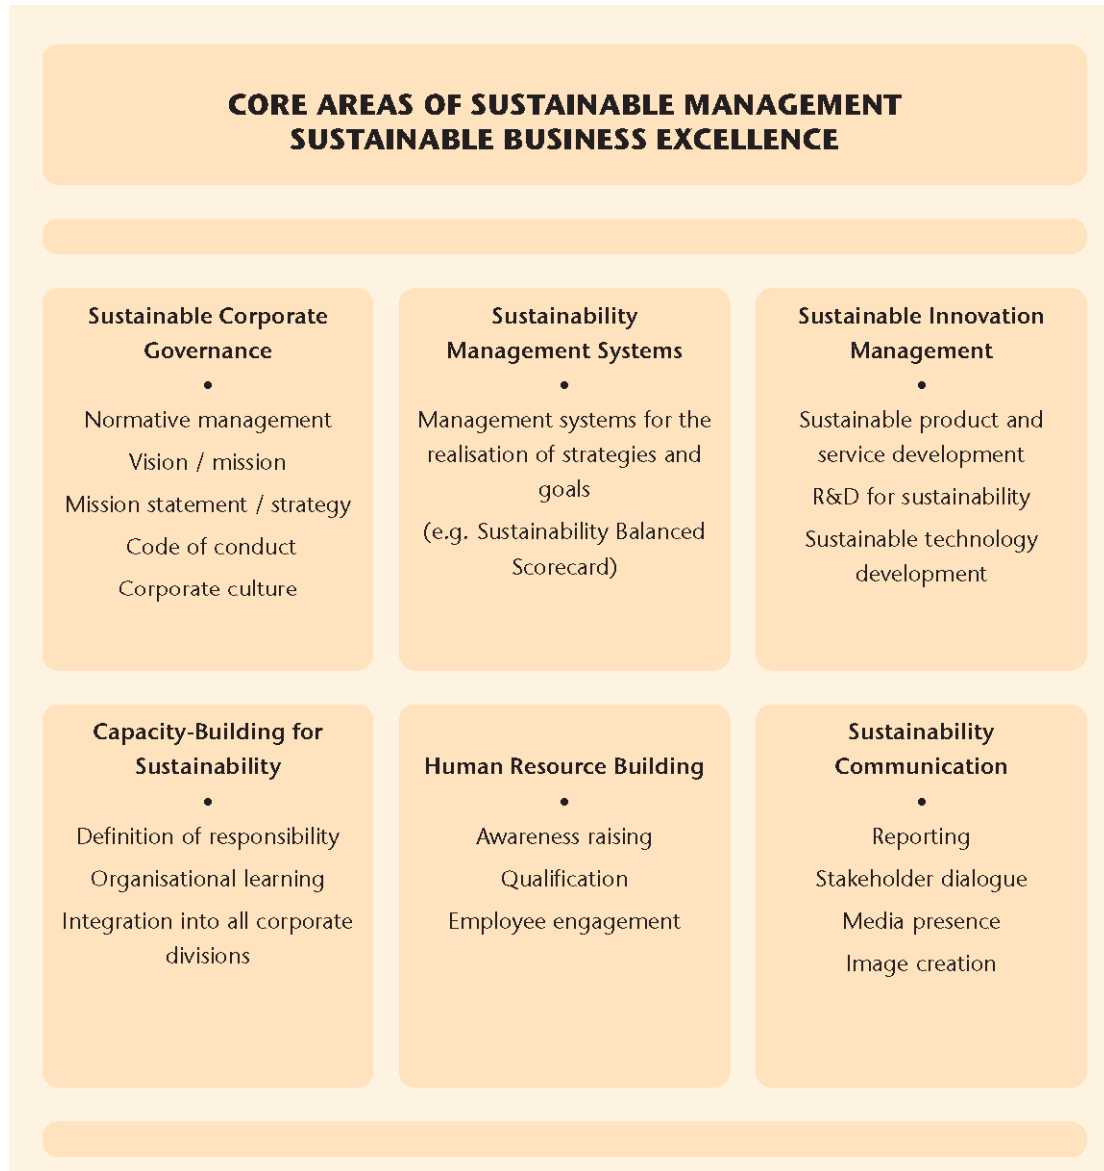 CORE AREAS OF SUSTAINABLE MANAGEMENT
SUSTAINABLE BUSINESS EXCELLENCE
Sustainable Corporate
Governance
•
Normative management
Vision / mission
Mission statement / strategy
Code of conduct
Corporate culture
Sustainability
Management Systems
•
Management systems for the
realisation of strategies and
goals
(e.g. Sustainability Balanced
Scorecard)
Sustainable Innovation
Management
•
Sustainable product and
service development
R&D for sustainability
Sustainable technology
development
Capacity-Building for
Sustainability
•
Definition of responsibility
Organisational learning
Integration into all corporate
divisions
Human Resource Building
•
Awareness raising
Qualification
Employee engagement
Sustainability
Communication
•
Reporting
Stakeholder dialogue
Media presence
Image creation